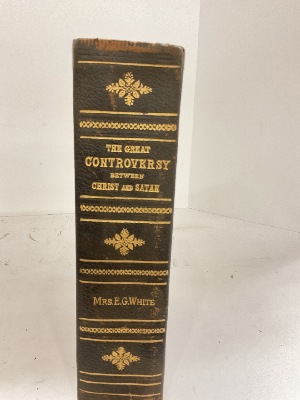 THE GREAT
CONTROVERSY
BETWEEN
CHRIST AND SATAN
MRS. E.G. WHITE